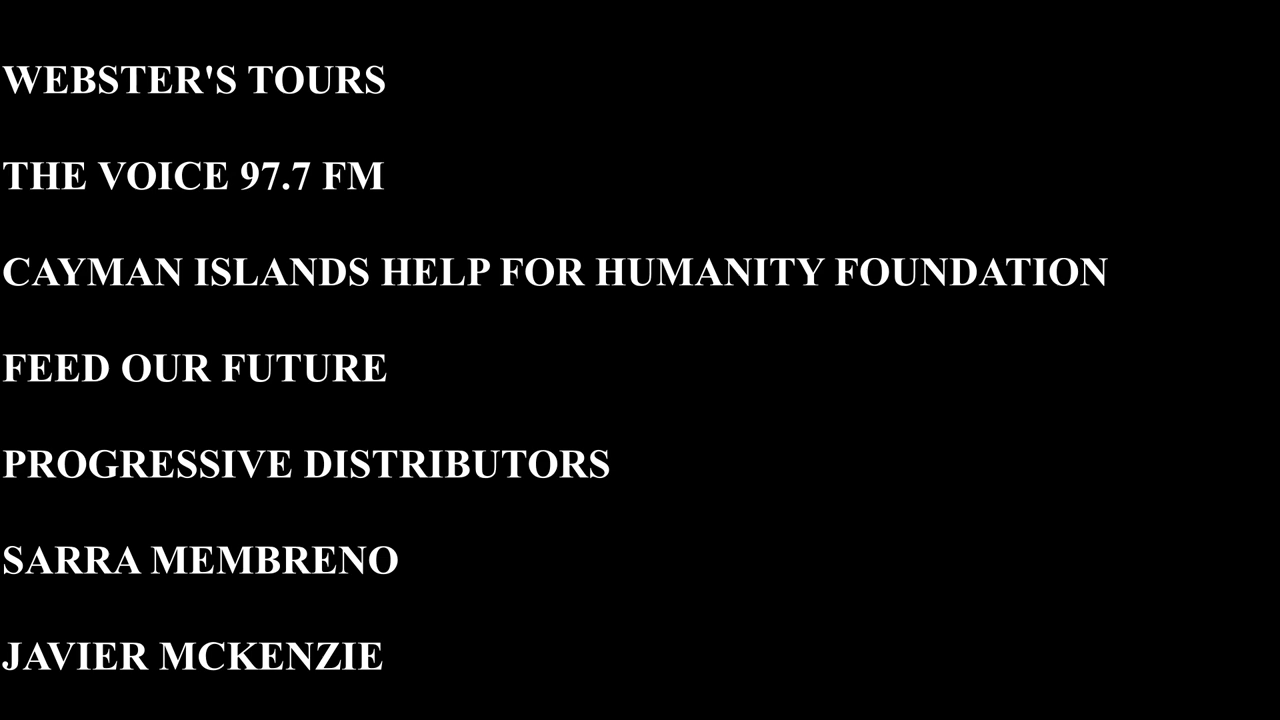 WEBSTER'S TOURS
THE VOICE 97.7 FM
CAYMAN ISLANDS HELP FOR HUMANITY FOUNDATION
FEED OUR FUTURE
PROGRESSIVE DISTRIBUTORS
SARRA MEMBRENO
JAVIER MCKENZIE